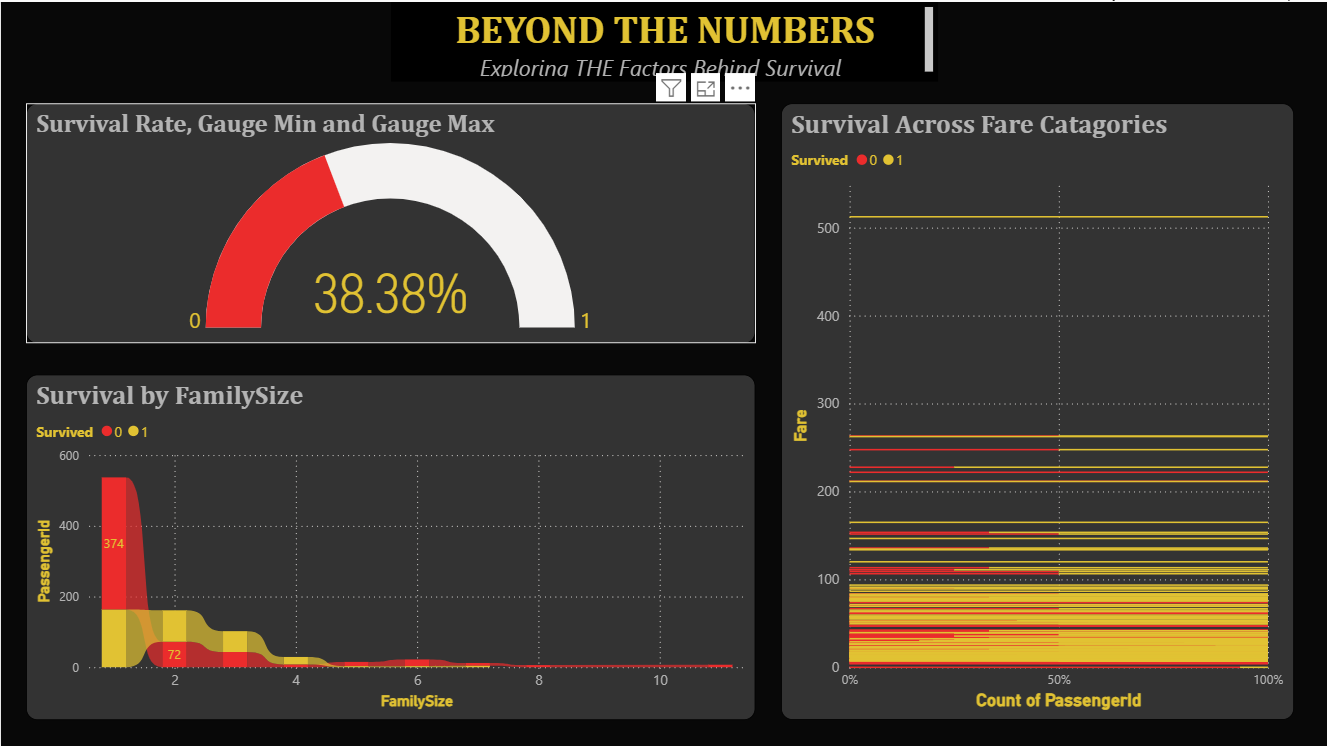 BEYOND THE NUMBERS
Exploring THE Factors Behind Survival
Survival Rate, Gauge Min and Gauge Max
0
38.38%
1
Survival by FamilySize
Survived 0 1
PassengerId
600
400
200
0
374
72
2 4 6 8 10
FamilySize
Survival Across Fare Catagories
Survived 0 1
Fare
500
400
300
200
100
0
0% 50% 100%
Count of PassengerId